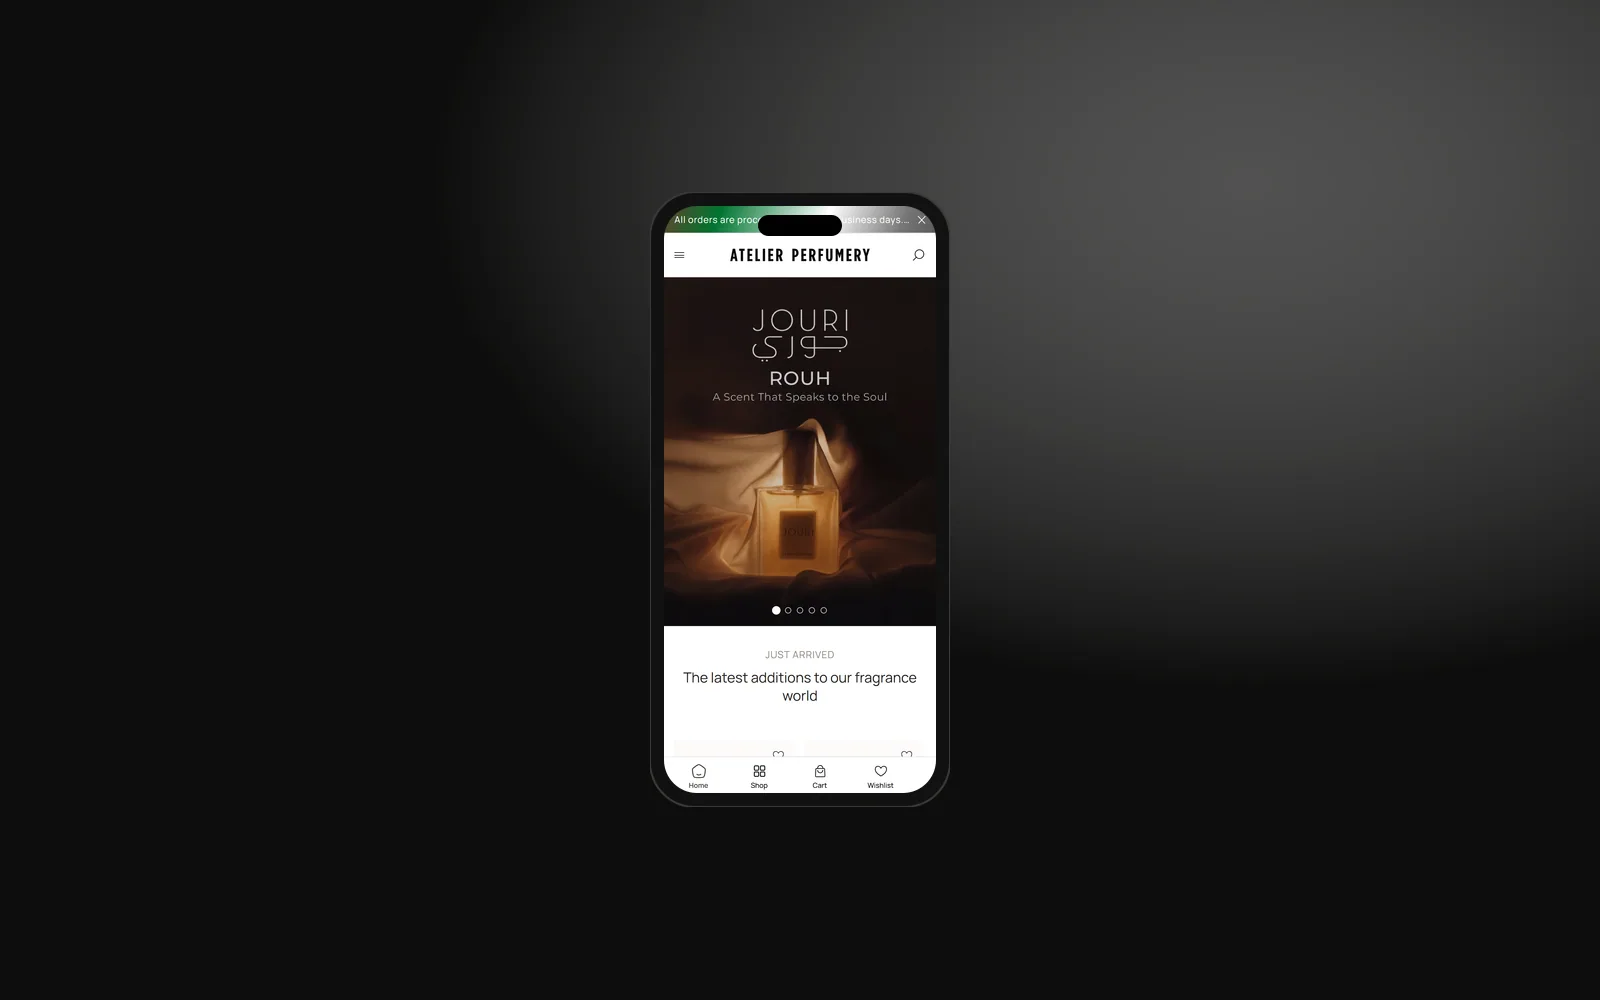 All orders are proc
usiness days....
ATELIER PERFUMERY
JOURI
جوري
ROUH
A Scent That Speaks to the Soul
JOURI
JUST ARRIVED
The latest additions to our fragrance
world
Home Shop Cart Wishlist